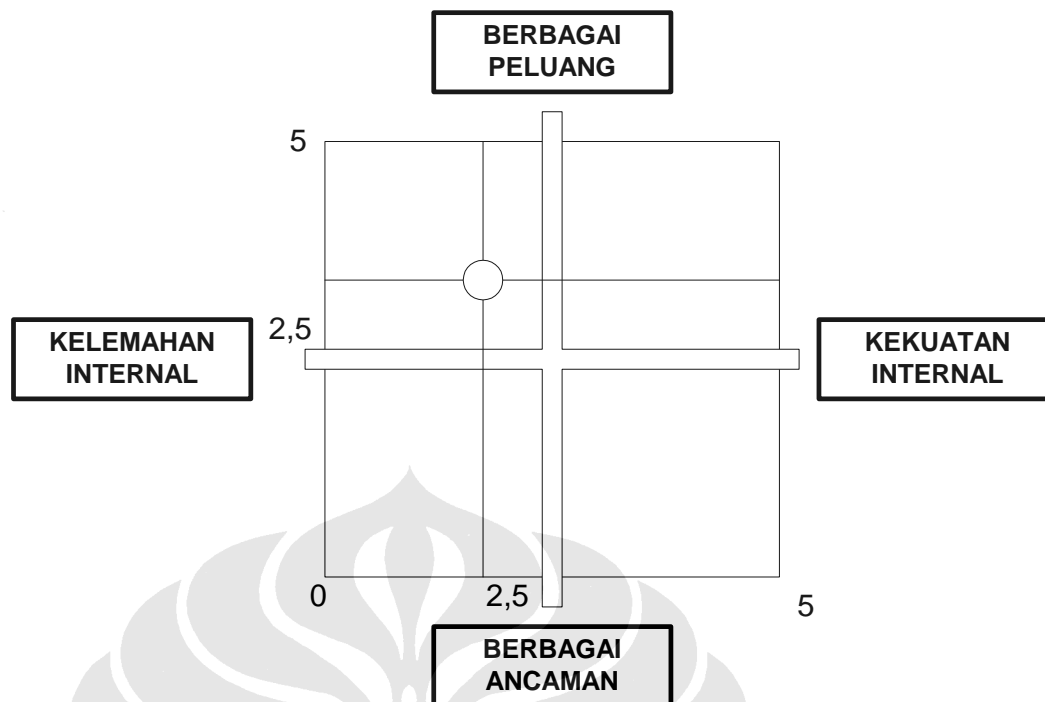 BERBAGAI
PELUANG
5
2,5
KELEMAHAN
INTERNAL
KEKUATAN
INTERNAL
0
2,5
5
BERBAGAI
ANCAMAN